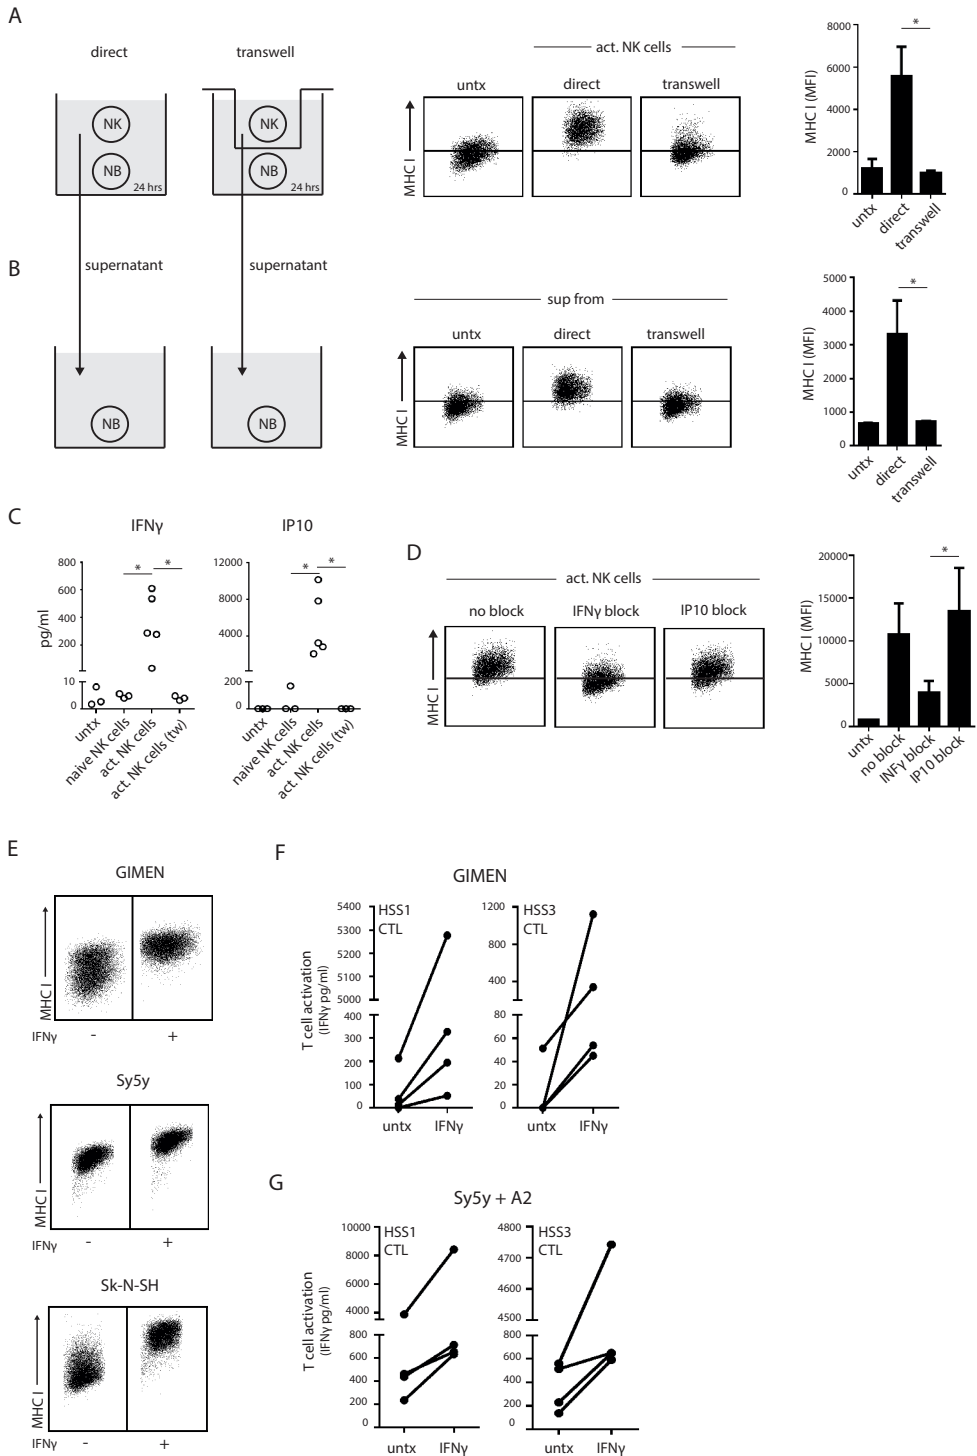 A
direct
transwell
NK
NB
24 hrs
NK
NB
24 hrs
act. NK cells
untx
direct
transwell
MHC I
MHC I (MFI)
8000
6000
4000
2000
0
*
untx
direct
transwell
B
supernatant
supernatant
NB
NB
sup from
untx
direct
transwell
MHC I
MHC I (MFI)
5000
4000
3000
2000
1000
0
*
untx
direct
transwell
C
IFNγ
IP10
pg/ml
800
600
400
200
10
0
* *
untx
naive NK cells
act. NK cells
act. NK cells (tw)
12000
8000
4000
200
0
* *
untx
naive NK cells
act. NK cells
act. NK cells (tw)
D
act. NK cells
no block
IFNγ block
IP10 block
MHC I
MHC I (MFI)
20000
15000
10000
5000
0
*
untx
no block
INFγ block
IP10 block
E
GIMEN
MHC I
IFNγ - +
Sy5y
MHC I
IFNγ - +
Sk-N-SH
MHC I
IFNγ - +
F
GIMEN
T cell activation
(IFNγ pg/ml)
HSS1
CTL
5400
5300
5200
5100
5000
400
300
200
100
0
untx IFNγ
HSS3
CTL
1200
800
400
80
60
40
20
0
untx IFNγ
G
Sy5y + A2
T cell activation
(IFNγ pg/ml)
HSS1
CTL
10000
8000
6000
4000
800
600
400
200
0
untx IFNγ
HSS3
CTL
4800
4700
4600
4500
800
600
400
200
0
untx IFNγ